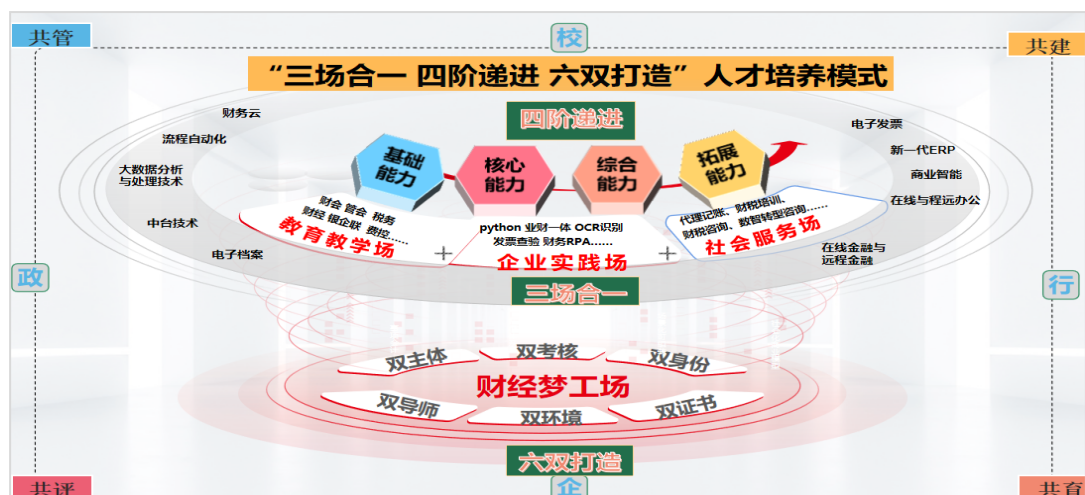 共管
校
共建
“三场合一 四阶递进 六双打造”人才培养模式
四阶递进
财务云
流程自动化
大数据分析
与处理技术
中台技术
电子档案
基础
能力
核心
能力
综合
能力
拓展
能力
电子发票
新一代ERP
商业智能
在线与程远办公
在线金融与
远程金融
财会 管会 税务
财经 银企联 费控……
教育教学场
+
python 业财一体 OCR识别
发票查验 财务RPA……
企业实践场
+
代理记账、财税培训、
财税咨询、数智转型咨询……
社会服务场
三场合一
政
行
双主体
双考核
双身份
财经梦工场
双导师
双环境
双证书
六双打造
共评
企
共育